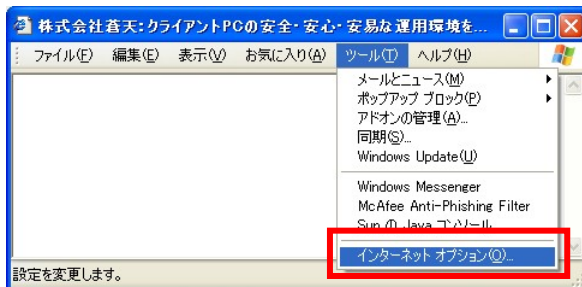 株式会社蒼天:クライアントPCの安全・安心・安易な運用環境を...
ファイル(F) 編集(E) 表示(V) お気に入り(A) ツール(T) ヘルプ(H)
メールとニュース(M)
ポップアップ ブロック(P)
アドオンの管理(A)...
同期(S)...
Windows Update(U)
Windows Messenger
McAfee Anti-Phishing Filter
Sun の Java コンソール
インターネット オプション(O)...
設定を変更します。